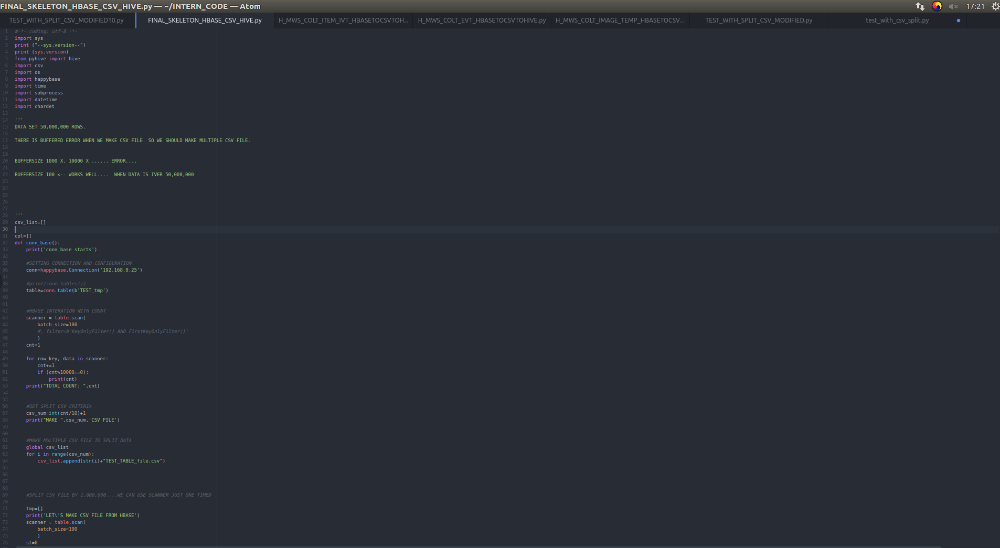 FINAL_SKELETON_HBASE_CSV_HIVE.py — ~/INTERN_CODE — Atom
17:21
TEST_WITH_SPLIT_CSV_MODIFIED10.py
FINAL_SKELETON_HBASE_CSV_HIVE.py
H_MWS_COLT_ITEM_IVT_HBASETOCSVTOH...
H_MWS_COLT_EVT_HBASETOCSVTOHIVE.py
H_MWS_COLT_IMAGE_TEMP_HBASETOCSV...
TEST_WITH_SPLIT_CSV_MODIFIED.py
test_with_csv_split.py
1 #-*- coding: utf-8 -*-
2 import sys
3 print ("--sys.version--")
4 print (sys.version)
5 from pyhive import hive
6 import csv
7 import os
8 import happybase
9 import time
10 import subprocess
11 import datetime
12 import chardet
13
14 '''
15 DATA SET 50,000,000 ROWS.
16
17 THERE IS BUFFERED ERROR WHEN WE MAKE CSV FILE. SO WE SHOULD MAKE MULTIPLE CSV FILE.
18
19
20 BUFFERSIZE 1000 X. 10000 X ...... ERROR....
21
22 BUFFERSIZE 100 <-- WORKS WELL....  WHEN DATA IS IVER 50,000,000
23
24
25
26
27
28 '''
29 csv_list=[]
30
31 col=[]
32 def conn_base():
33     print('conn_base starts')
34
35     #SETTING CONNECTION AND CONFIGURATION
36     conn=happybase.Connection('192.168.0.25')
37
38     #print(conn.tables())
39     table=conn.table(b'TEST_tmp')
40
41
42     #HBASE INTERATION WITH COUNT
43     scanner = table.scan(
44         batch_size=100
45         #, filter=b'KeyOnlyFilter() AND FirstKeyOnlyFilter()'
46         )
47     cnt=1
48
49     for row_key, data in scanner:
50         cnt+=1
51         if (cnt%10000==0):
52             print(cnt)
53     print("TOTAL COUNT: ",cnt)
54
55
56     #SET SPLIT CSV CRITERIA
57     csv_num=int(cnt/10)+1
58     print("MAKE ",csv_num,'CSV FILE')
59
60
61     #MAKE MULTIPLE CSV FILE TO SPLIT DATA
62     global csv_list
63     for i in range(csv_num):
64         csv_list.append(str(i)+"TEST_TABLE_file.csv")
65
66
67
68
69     #SPLIT CSV FILE BY 1,000,000....WE CAN USE SCANNER JUST ONE TIMED
70
71     tmp=[]
72     print('LET\'S MAKE CSV FILE FROM HBASE')
73     scanner = table.scan(
74         batch_size=100
75         )
76     st=0